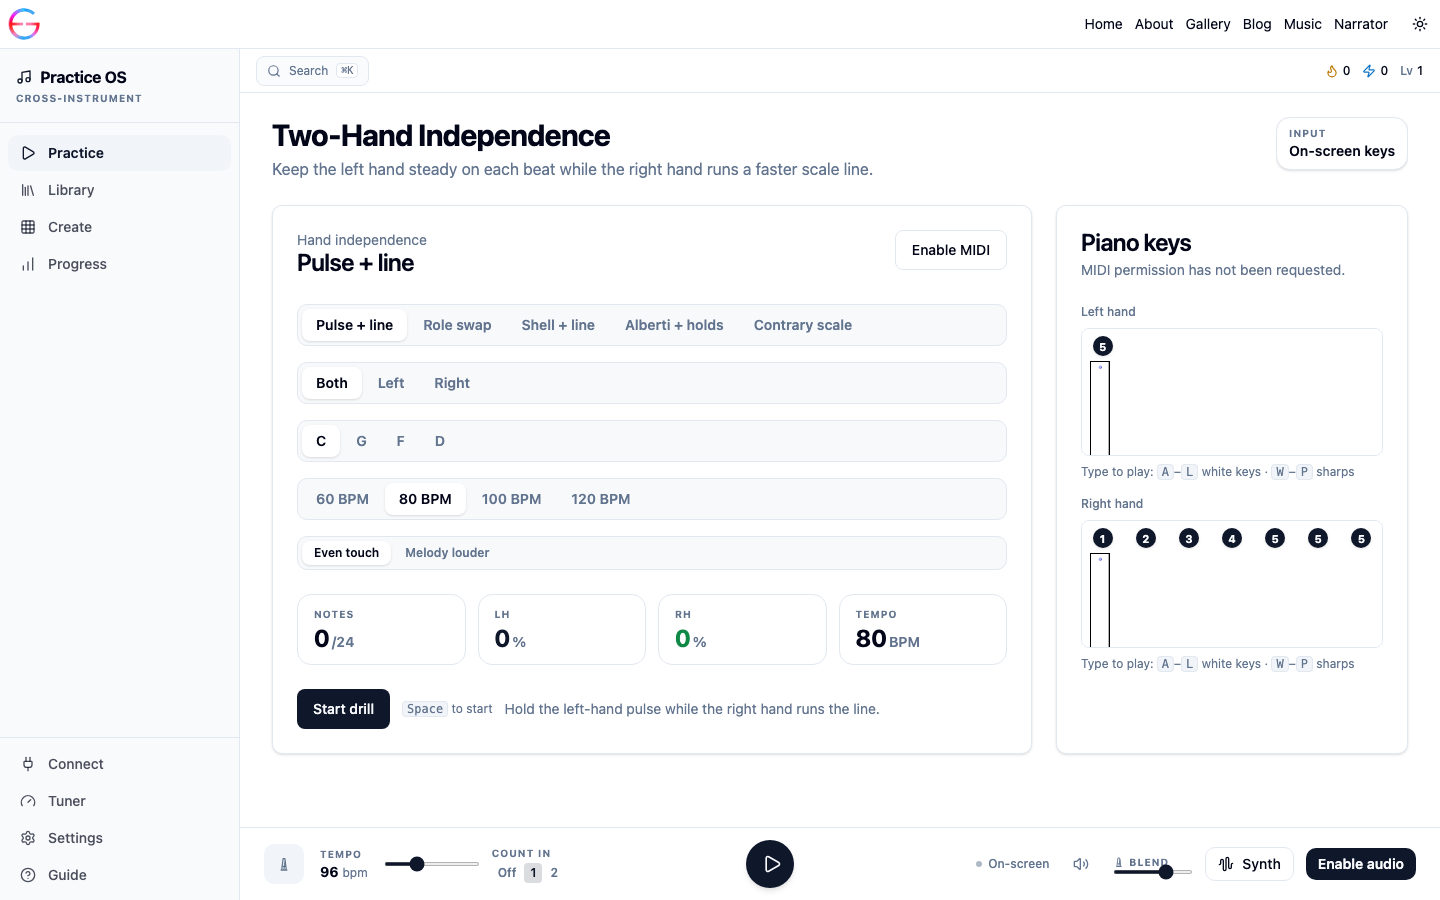 Home About Gallery Blog Music Narrator
Practice OS
CROSS-INSTRUMENT
Search ⌘K
0 0 Lv 1
Practice
Library
Create
Progress
Two-Hand Independence
Keep the left hand steady on each beat while the right hand runs a faster scale line.
INPUT
On-screen keys
Hand independence
Pulse + line
Enable MIDI
Pulse + line Role swap Shell + line Alberti + holds Contrary scale
Both Left Right
C G F D
60 BPM 80 BPM 100 BPM 120 BPM
Even touch Melody louder
NOTES
0/24
LH
0%
RH
0%
TEMPO
80 BPM
Start drill Space to start Hold the left-hand pulse while the right hand runs the line.
Piano keys
MIDI permission has not been requested.
Left hand
5
Type to play: A–L white keys · W–P sharps
Right hand
1 2 3 4 5 5 5
Type to play: A–L white keys · W–P sharps
Connect
Tuner
Settings
Guide
TEMPO
96 bpm
COUNT IN
Off 1 2
On-screen
BLEND
Synth
Enable audio